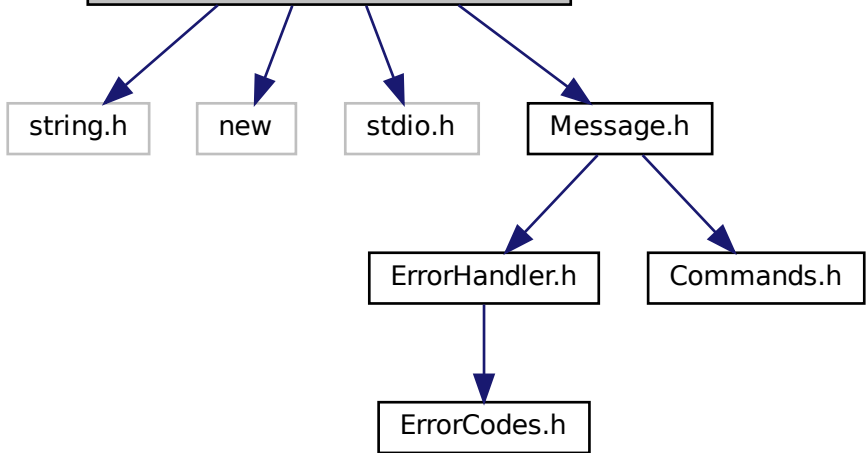 string.h
new
stdio.h
Message.h
ErrorHandler.h
Commands.h
ErrorCodes.h